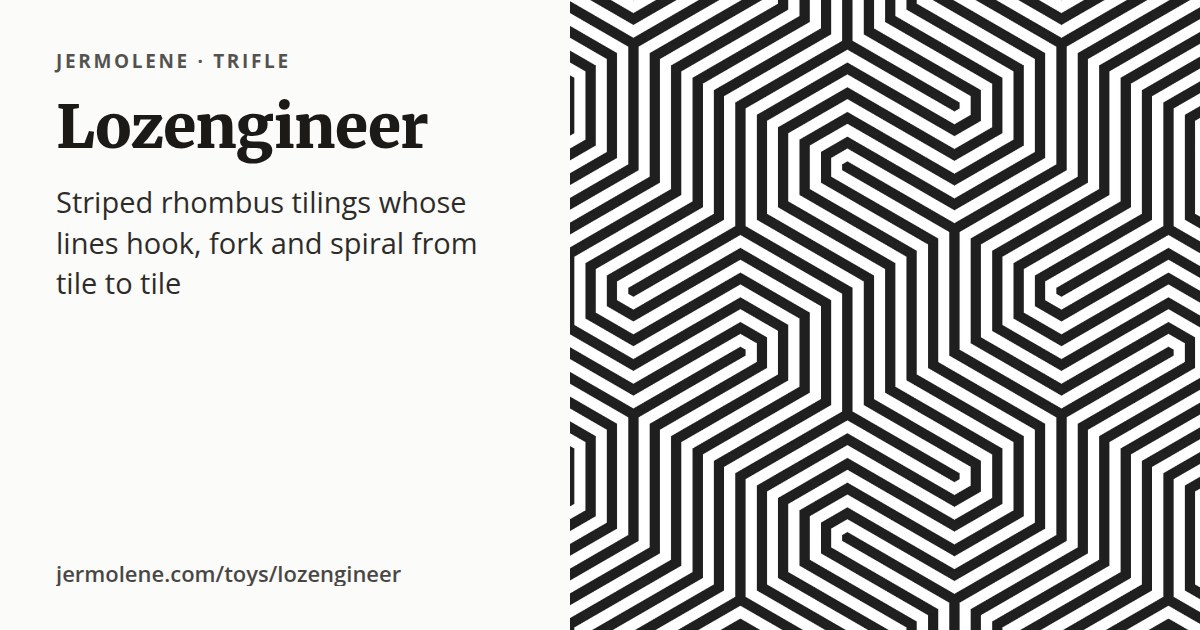 JERMOLENE · TRIFLE
Lozengineer
Striped rhombus tilings whose
lines hook, fork and spiral from
tile to tile
jermolene.com/toys/lozengineer